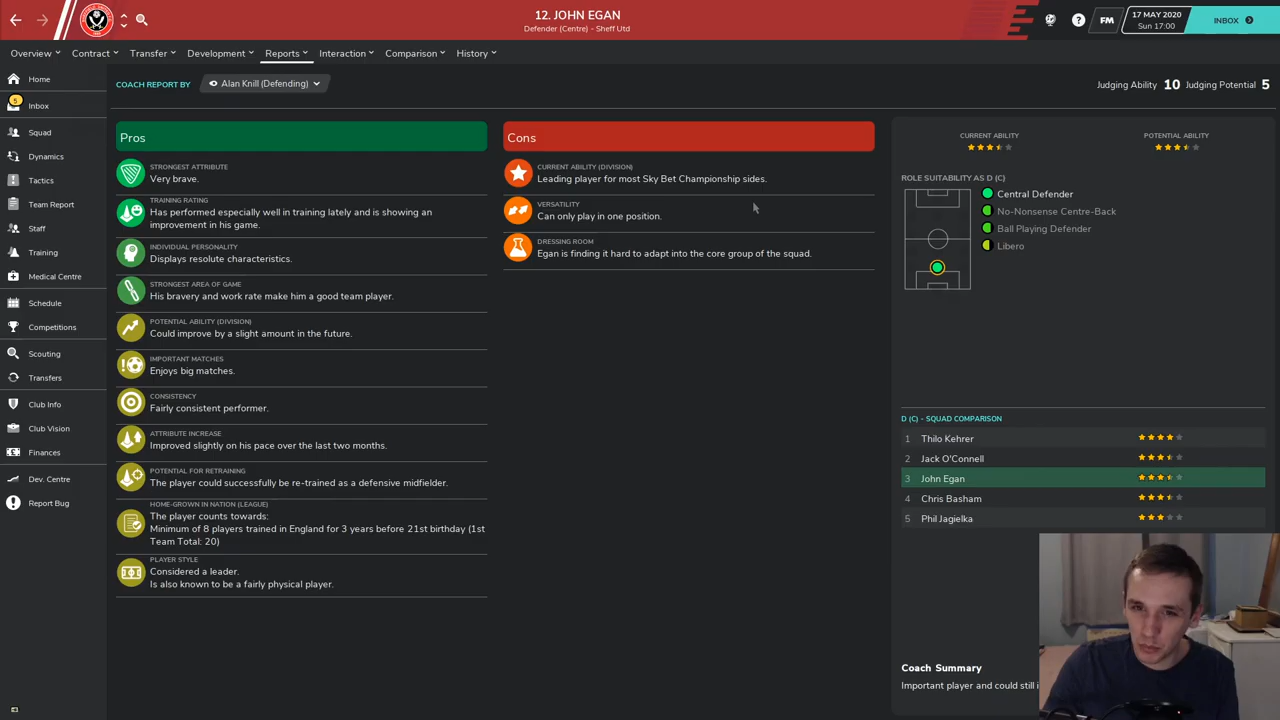 12. JOHN EGAN
Defender (Centre) - Sheff Utd
FM
17 MAY 2020
Sun 17:00
INBOX
Overview
Contract
Transfer
Development
Reports
Interaction
Comparison
History
Home
5
Inbox
Squad
Dynamics
Tactics
Team Report
Staff
Training
Medical Centre
Schedule
Competitions
Scouting
Transfers
Club Info
Club Vision
Finances
Dev. Centre
Report Bug
COACH REPORT BY
Alan Knill (Defending)
Judging Ability 10 Judging Potential 5
Pros
STRONGEST ATTRIBUTE
Very brave.
TRAINING RATING
Has performed especially well in training lately and is showing an
improvement in his game.
INDIVIDUAL PERSONALITY
Displays resolute characteristics.
STRONGEST AREA OF GAME
His bravery and work rate make him a good team player.
POTENTIAL ABILITY (DIVISION)
Could improve by a slight amount in the future.
IMPORTANT MATCHES
Enjoys big matches.
CONSISTENCY
Fairly consistent performer.
ATTRIBUTE INCREASE
Improved slightly on his pace over the last two months.
POTENTIAL FOR RETRAINING
The player could successfully be re-trained as a defensive midfielder.
HOME-GROWN IN NATION (LEAGUE)
The player counts towards:
Minimum of 8 players trained in England for 3 years before 21st birthday (1st
Team Total: 20)
PLAYER STYLE
Considered a leader.
Is also known to be a fairly physical player.
Cons
CURRENT ABILITY (DIVISION)
Leading player for most Sky Bet Championship sides.
VERSATILITY
Can only play in one position.
DRESSING ROOM
Egan is finding it hard to adapt into the core group of the squad.
CURRENT ABILITY
POTENTIAL ABILITY
ROLE SUITABILITY AS D (C)
Central Defender
No-Nonsense Centre-Back
Ball Playing Defender
Libero
D (C) - SQUAD COMPARISON
1 Thilo Kehrer
2 Jack O'Connell
3 John Egan
4 Chris Basham
5 Phil Jagielka
Coach Summary
Important player and could still i